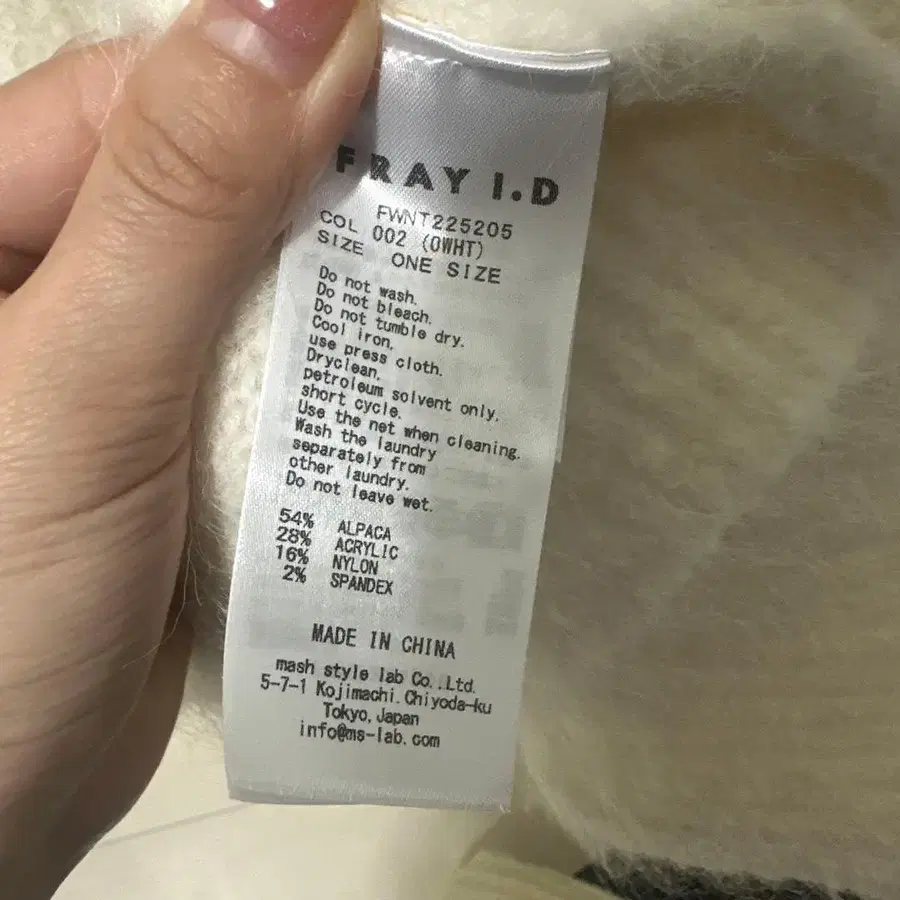 FRAY I.D
FWNT225205
COL 002 (OWHT)
SIZE ONE SIZE
Do not wash.
Do not bleach.
Do not tumble dry.
Cool iron,
use press cloth.
Dryclean,
petroleum solvent only,
short cycle.
Use the net when cleaning.
Wash the laundry
separately from
other laundry.
Do not leave wet.
54% ALPACA
28% ACRYLIC
16% NYLON
2% SPANDEX
MADE IN CHINA
mash style lab Co.,Ltd.
5-7-1 Kojimachi.Chiyoda-ku
Tokyo,Japan
info@ms-lab.com